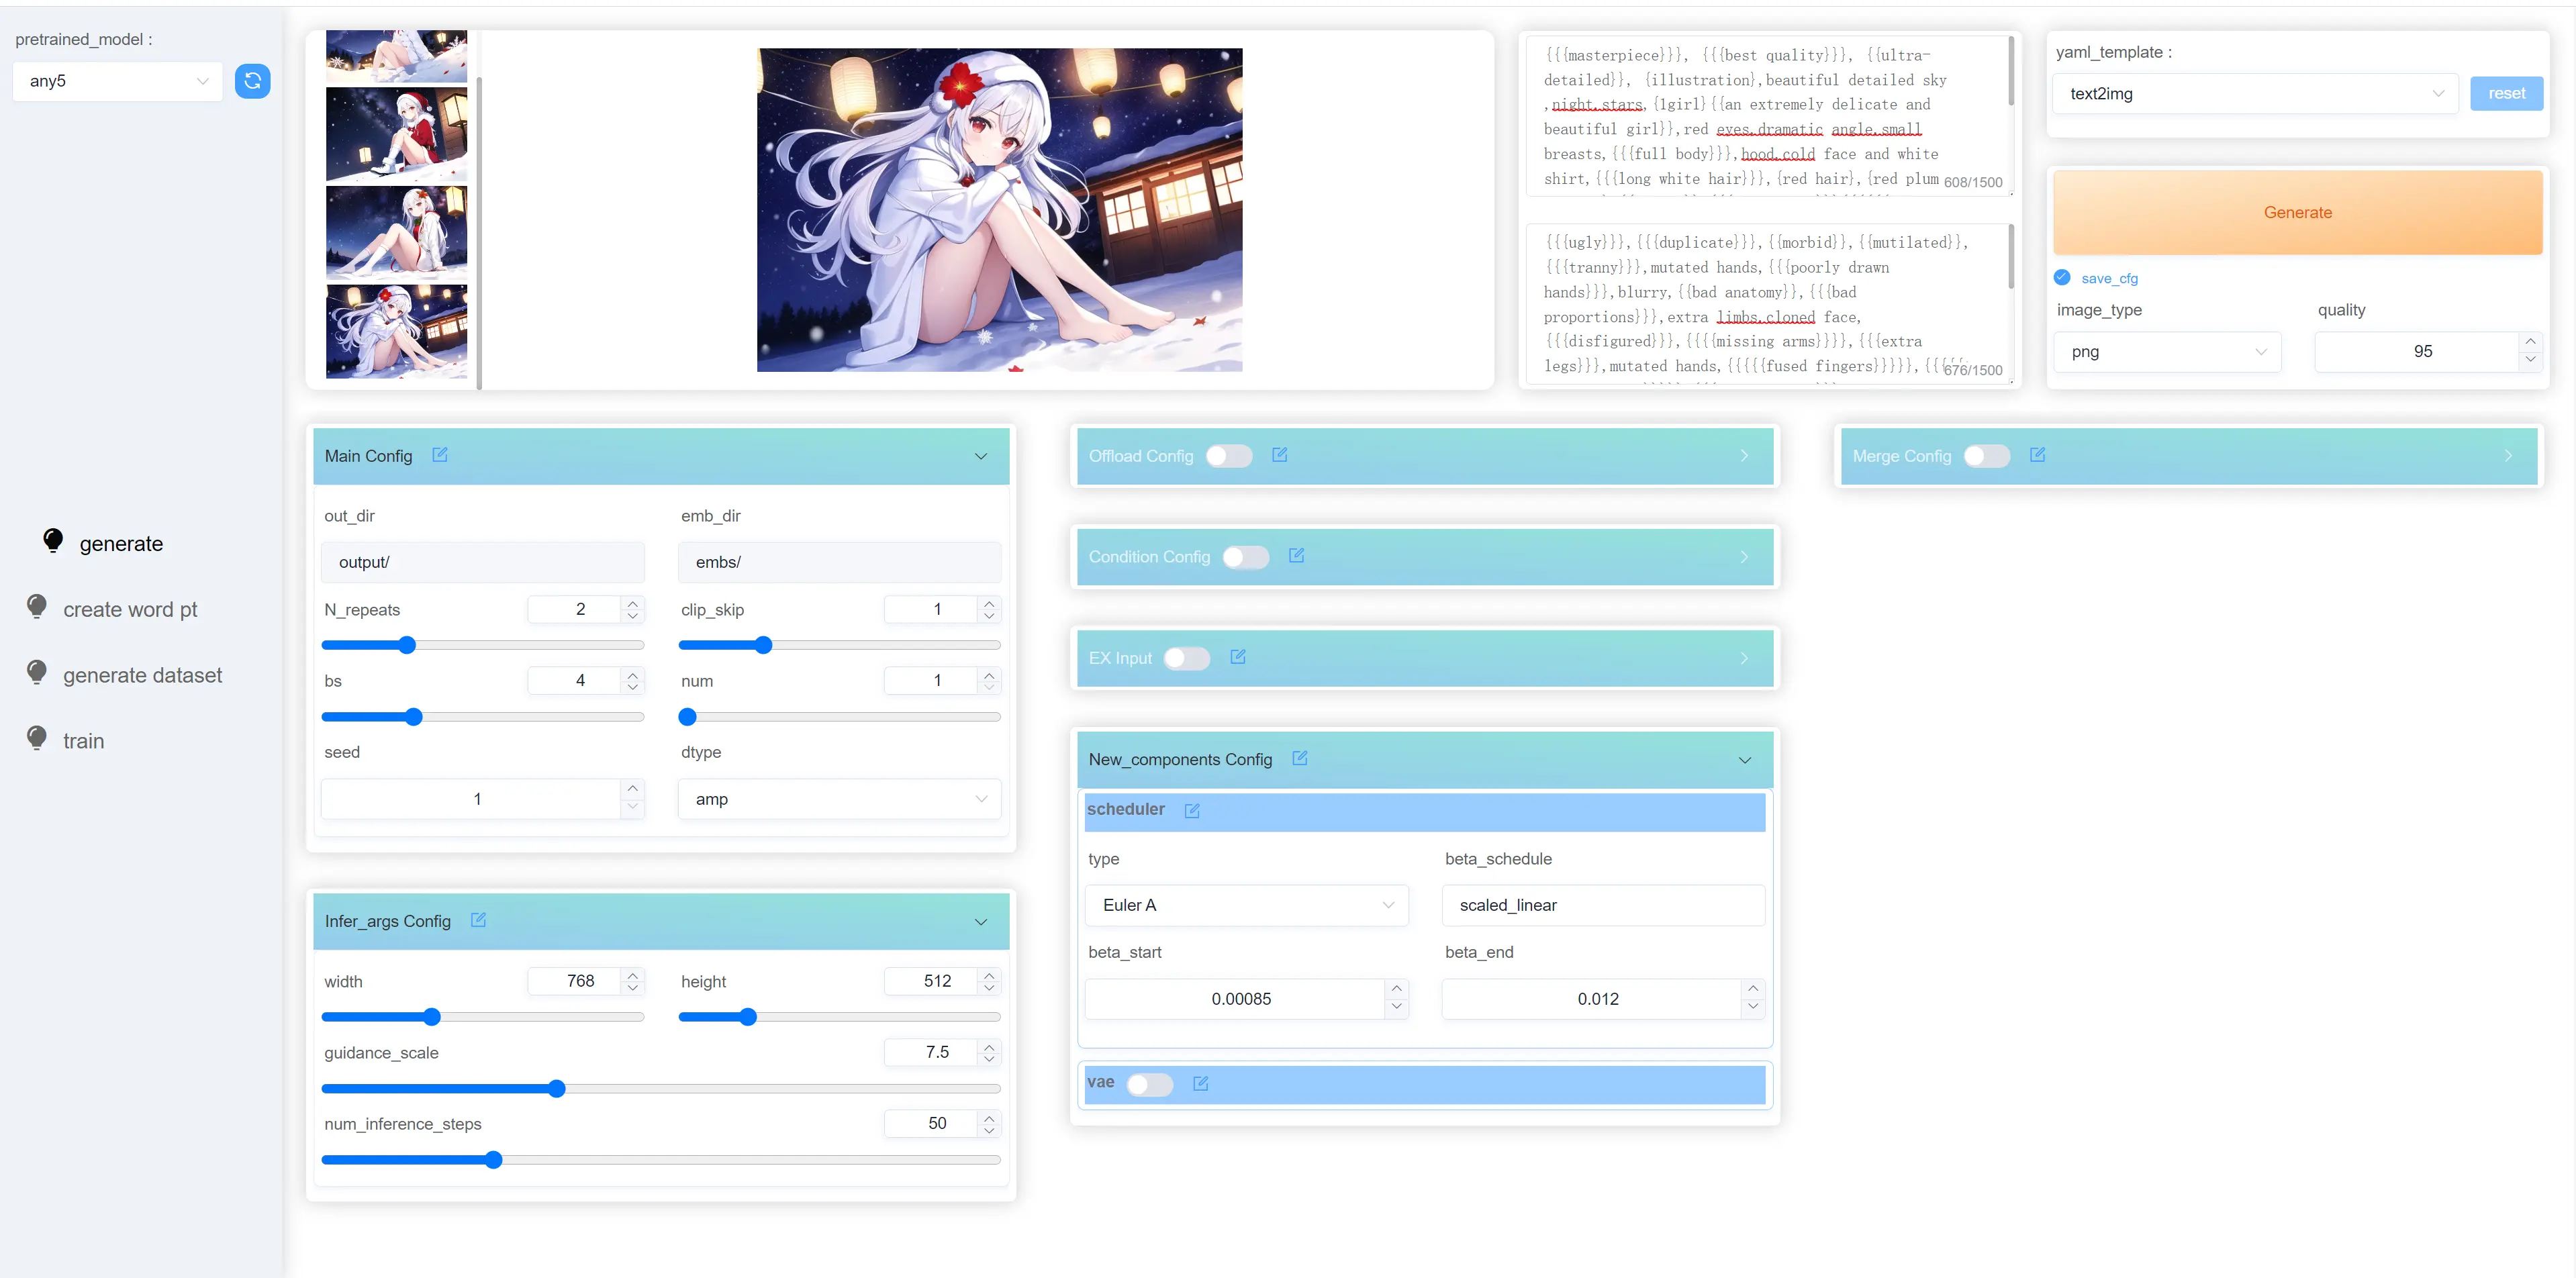 pretrained_model :
any5
generate
create word pt
generate dataset
train
{{{masterpiece}}}, {{{best quality}}}, {{ultra-
detailed}}, {illustration},beautiful detailed sky
,night,stars,{1girl}{{an extremely delicate and
beautiful girl}},red eyes,dramatic angle,small
breasts,{{{full body}}},hood,cold face and white
shirt,{{{long white hair}}},{red hair},{red plum
608/1500
{{{ugly}}},{{{duplicate}}},{{morbid}},{{mutilated}},
{{{tranny}}},mutated hands,{{{poorly drawn
hands}}},blurry,{{bad anatomy}},{{{bad
proportions}}},extra limbs,cloned face,
{{{disfigured}}},{{{{missing arms}}}},{{{extra
legs}}},mutated hands,{{{{{fused fingers}}}}},
676/1500
yaml_template :
text2img
reset
Generate
save_cfg
image_type quality
png 95
Main Config
out_dir emb_dir
output/ embs/
N_repeats 2 clip_skip 1
bs 4 num 1
seed dtype
1 amp
Infer_args Config
width 768 height 512
guidance_scale 7.5
num_inference_steps 50
Offload Config
Condition Config
EX Input
New_components Config
scheduler
type beta_schedule
Euler A scaled_linear
beta_start beta_end
0.00085 0.012
vae
Merge Config